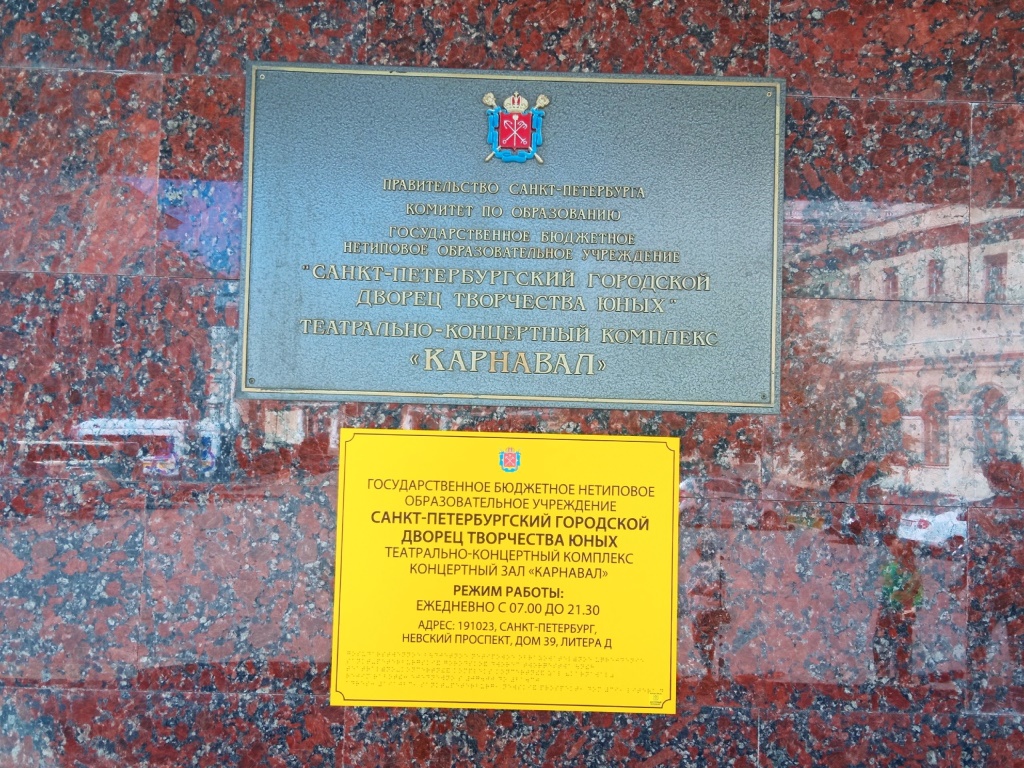 ПРАВИТЕЛЬСТВО САНКТ-ПЕТЕРБУРГА
КОМИТЕТ ПО ОБРАЗОВАНИЮ
ГОСУДАРСТВЕННОЕ БЮДЖЕТНОЕ
НЕТИПОВОЕ ОБРАЗОВАТЕЛЬНОЕ УЧРЕЖДЕНИЕ
"САНКТ-ПЕТЕРБУРГСКИЙ ГОРОДСКОЙ
ДВОРЕЦ ТВОРЧЕСТВА ЮНЫХ"
ТЕАТРАЛЬНО-КОНЦЕРТНЫЙ КОМПЛЕКС
«КАРНАВАЛ»
ГОСУДАРСТВЕННОЕ БЮДЖЕТНОЕ НЕТИПОВОЕ
ОБРАЗОВАТЕЛЬНОЕ УЧРЕЖДЕНИЕ
САНКТ-ПЕТЕРБУРГСКИЙ ГОРОДСКОЙ
ДВОРЕЦ ТВОРЧЕСТВА ЮНЫХ
ТЕАТРАЛЬНО-КОНЦЕРТНЫЙ КОМПЛЕКС
КОНЦЕРТНЫЙ ЗАЛ «КАРНАВАЛ»
РЕЖИМ РАБОТЫ:
ЕЖЕДНЕВНО С 07.00 ДО 21.30
АДРЕС: 191023, САНКТ-ПЕТЕРБУРГ,
НЕВСКИЙ ПРОСПЕКТ, ДОМ 39, ЛИТЕРА Д